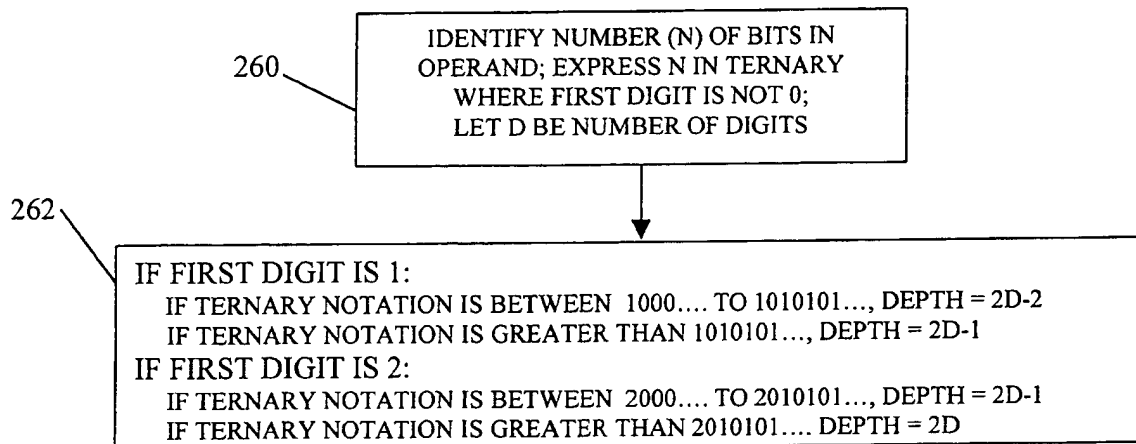 260
IDENTIFY NUMBER (N) OF BITS IN
OPERAND; EXPRESS N IN TERNARY
WHERE FIRST DIGIT IS NOT 0;
LET D BE NUMBER OF DIGITS
262
IF FIRST DIGIT IS 1:
IF TERNARY NOTATION IS BETWEEN 1000.... TO 1010101..., DEPTH = 2D-2
IF TERNARY NOTATION IS GREATER THAN 1010101..., DEPTH = 2D-1
IF FIRST DIGIT IS 2:
IF TERNARY NOTATION IS BETWEEN 2000.... TO 2010101..., DEPTH = 2D-1
IF TERNARY NOTATION IS GREATER THAN 2010101.... DEPTH = 2D